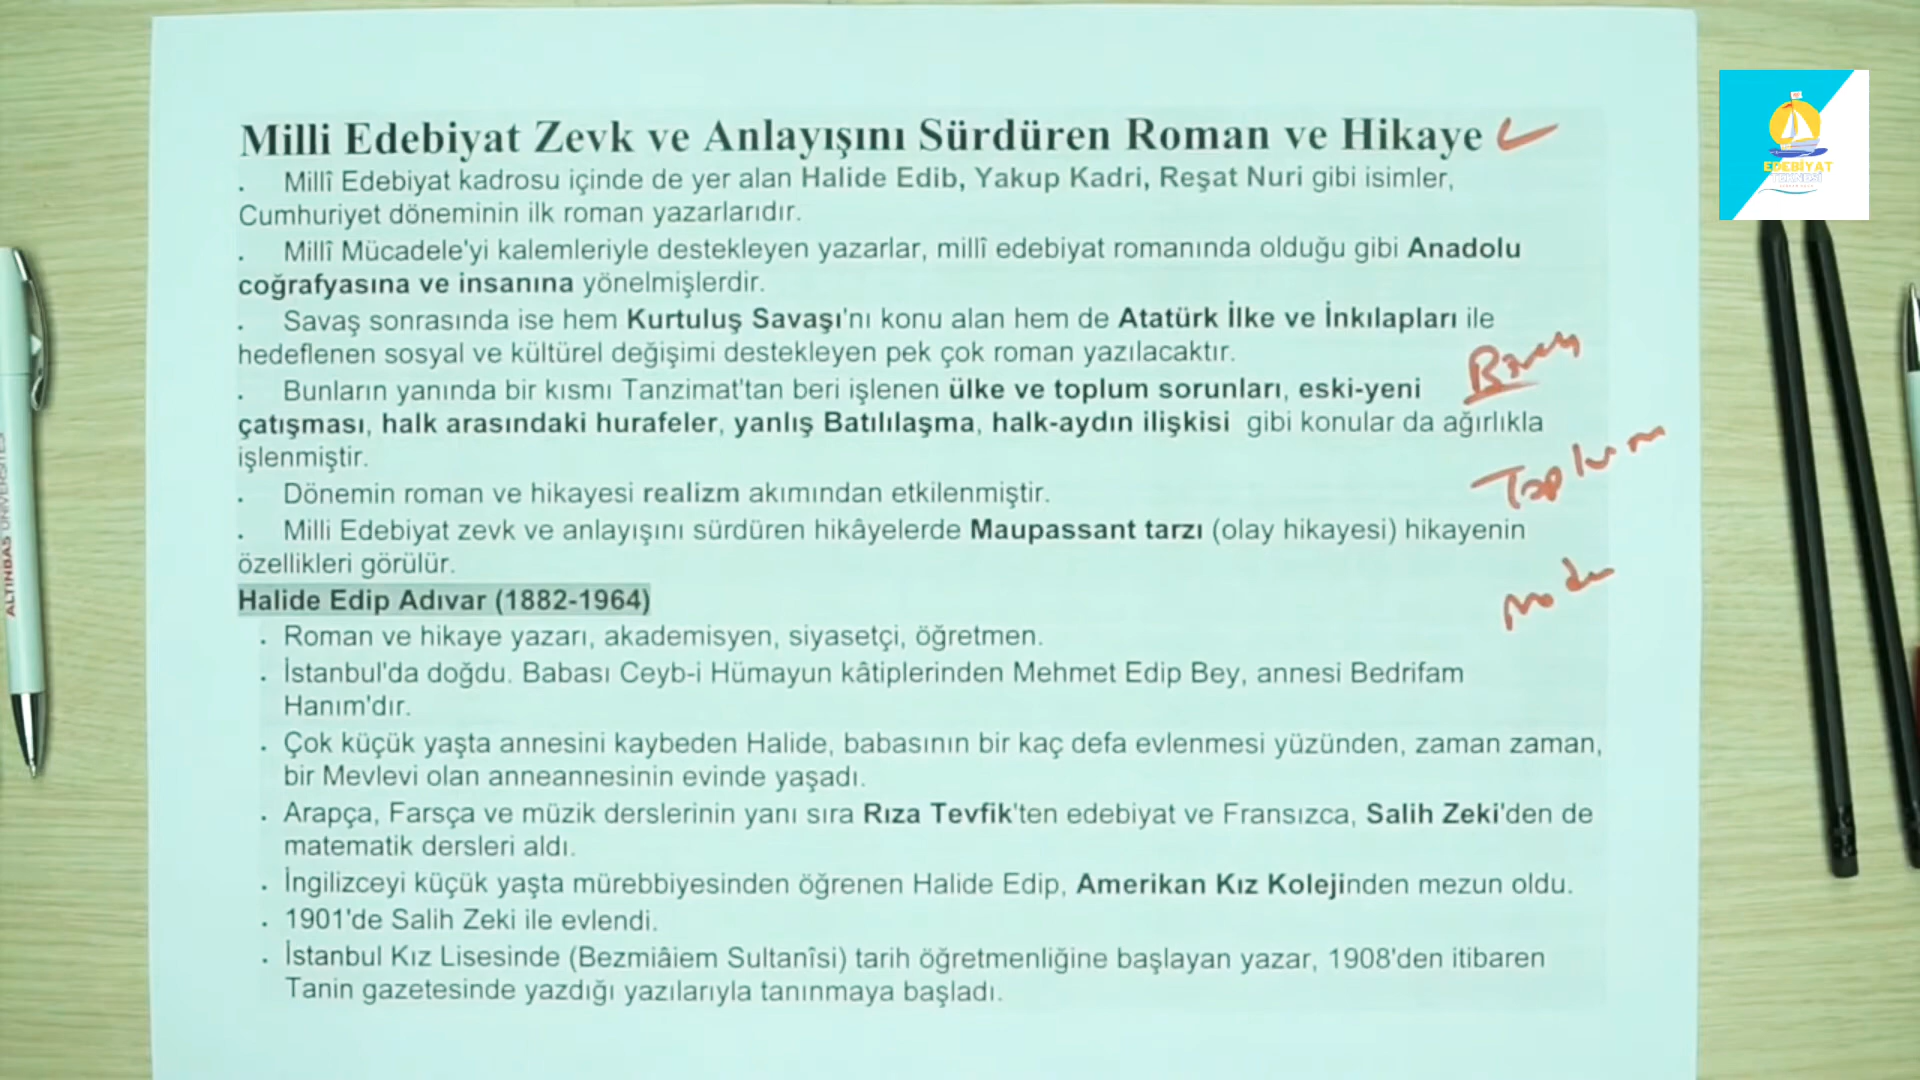 Milli Edebiyat Zevk ve Anlayışını Sürdüren Roman ve Hikaye
. Millî Edebiyat kadrosu içinde de yer alan Halide Edib, Yakup Kadri, Reşat Nuri gibi isimler,
Cumhuriyet döneminin ilk roman yazarlarıdır.
. Millî Mücadele'yi kalemleriyle destekleyen yazarlar, millî edebiyat romanında olduğu gibi Anadolu
coğrafyasına ve insanına yönelmişlerdir.
. Savaş sonrasında ise hem Kurtuluş Savaşı'nı konu alan hem de Atatürk İlke ve İnkılapları ile
hedeflenen sosyal ve kültürel değişimi destekleyen pek çok roman yazılacaktır.
. Bunların yanında bir kısmı Tanzimat'tan beri işlenen ülke ve toplum sorunları, eski-yeni
çatışması, halk arasındaki hurafeler, yanlış Batılılaşma, halk-aydın ilişkisi gibi konular da ağırlıkla
işlenmiştir.
. Dönemin roman ve hikayesi realizm akımından etkilenmiştir.
. Milli Edebiyat zevk ve anlayışını sürdüren hikâyelerde Maupassant tarzı (olay hikayesi) hikayenin
özellikleri görülür.
Halide Edip Adıvar (1882-1964)
. Roman ve hikaye yazarı, akademisyen, siyasetçi, öğretmen.
. İstanbul'da doğdu. Babası Ceyb-i Hümayun kâtiplerinden Mehmet Edip Bey, annesi Bedrifam
Hanım'dır.
. Çok küçük yaşta annesini kaybeden Halide, babasının bir kaç defa evlenmesi yüzünden, zaman zaman,
bir Mevlevi olan anneannesinin evinde yaşadı.
. Arapça, Farsça ve müzik derslerinin yanı sıra Rıza Tevfik'ten edebiyat ve Fransızca, Salih Zeki'den de
matematik dersleri aldı.
. İngilizceyi küçük yaşta mürebbiyesinden öğrenen Halide Edip, Amerikan Kız Kolejinden mezun oldu.
. 1901'de Salih Zeki ile evlendi.
. İstanbul Kız Lisesinde (Bezmiâiem Sultanîsi) tarih öğretmenliğine başlayan yazar, 1908'den itibaren
Tanin gazetesinde yazdığı yazılarıyla tanınmaya başladı.
Toplum
EDEBİYAT
TEKNESİ
ALTINBAŞ ÜNİVERSİTESİ